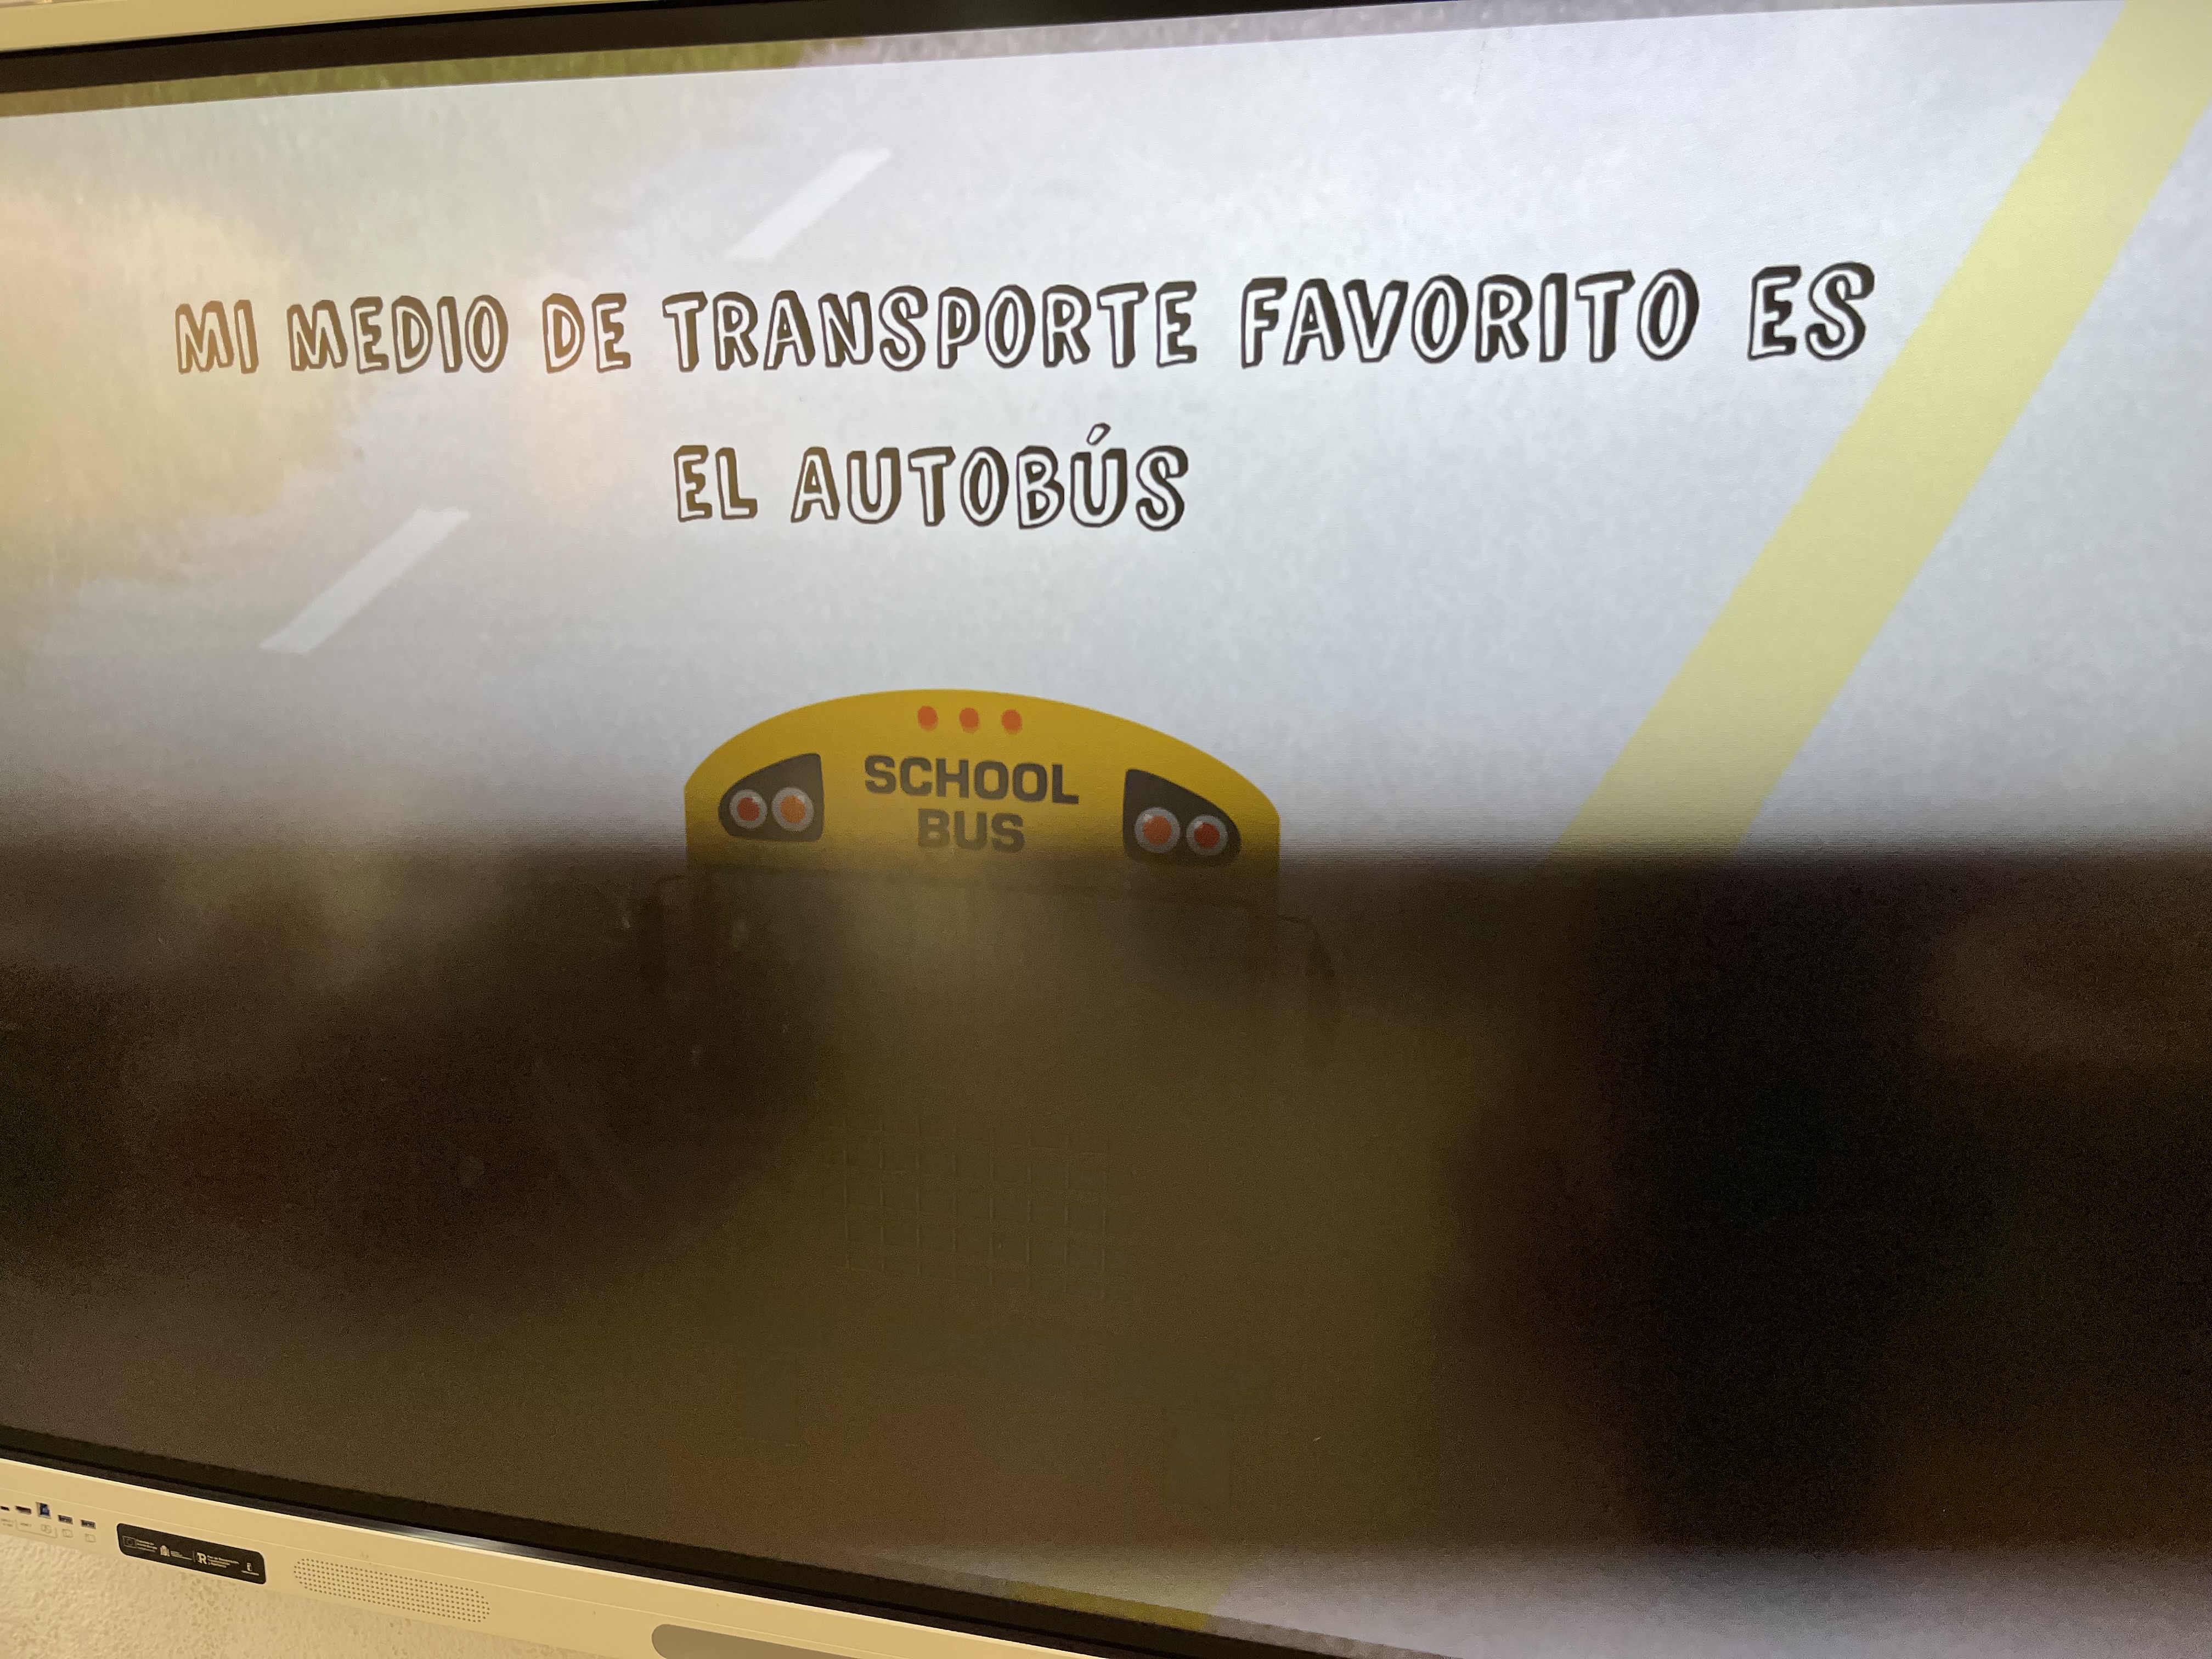 MI MEDIO DE TRANSPORTE FAVORITO ES
EL AUTOBÚS
SCHOOL
BUS